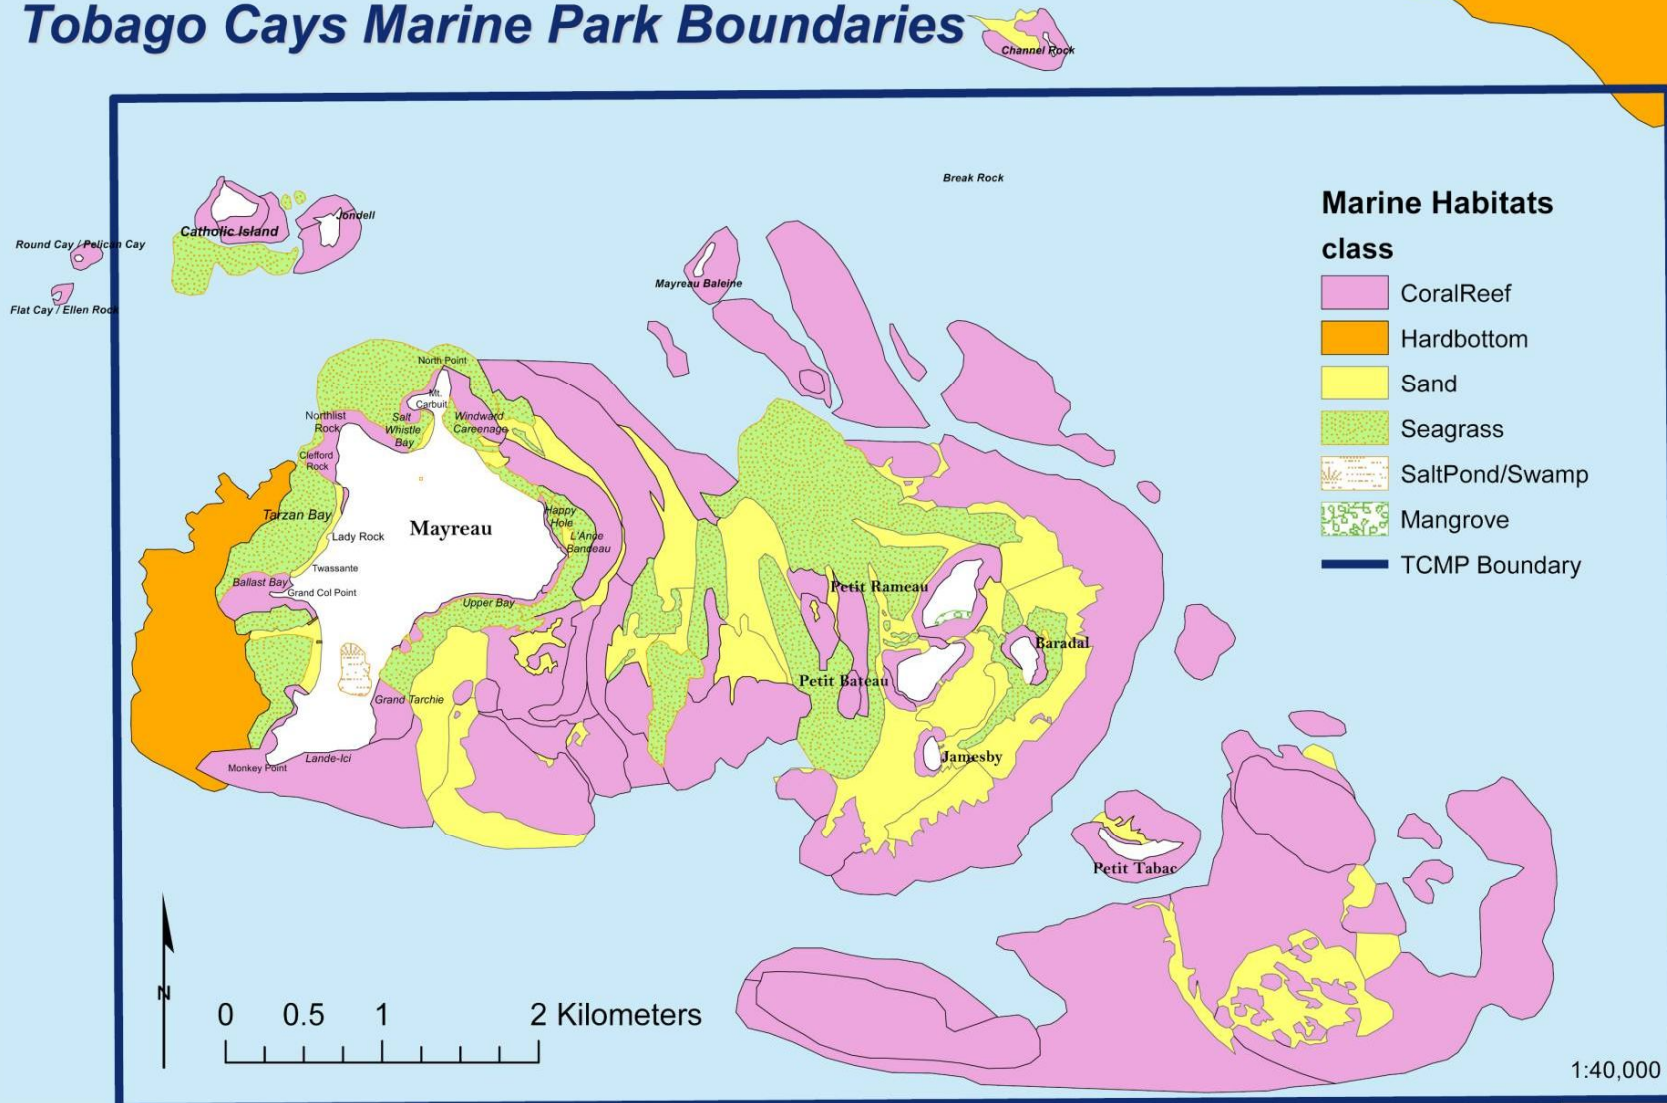 Tobago Cays Marine Park Boundaries
Channel Rock
Break Rock
Marine Habitats
class
CoralReef
Hardbottom
Sand
Seagrass
SaltPond/Swamp
Mangrove
TCMP Boundary
Jondell
Catholic Island
Round Cay / Pelican Cay
Flat Cay / Ellen Rock
Mayreau Baleine
North Point
Mt.
Carbuit
Northlist
Rock
Salt
Whistle
Bay
Windward
Careenage
Clefford
Rock
Tarzan Bay
Lady Rock
Mayreau
Happy
Hole
L'Ance
Bandeau
Twassante
Ballast Bay
Grand Col Point
Upper Bay
Petit Rameau
Baradal
Petit Bateau
Grand Tarchie
Jamesby
Lande-Ici
Monkey Point
Petit Tabac
N
0 0.5 1 2 Kilometers
1:40,000